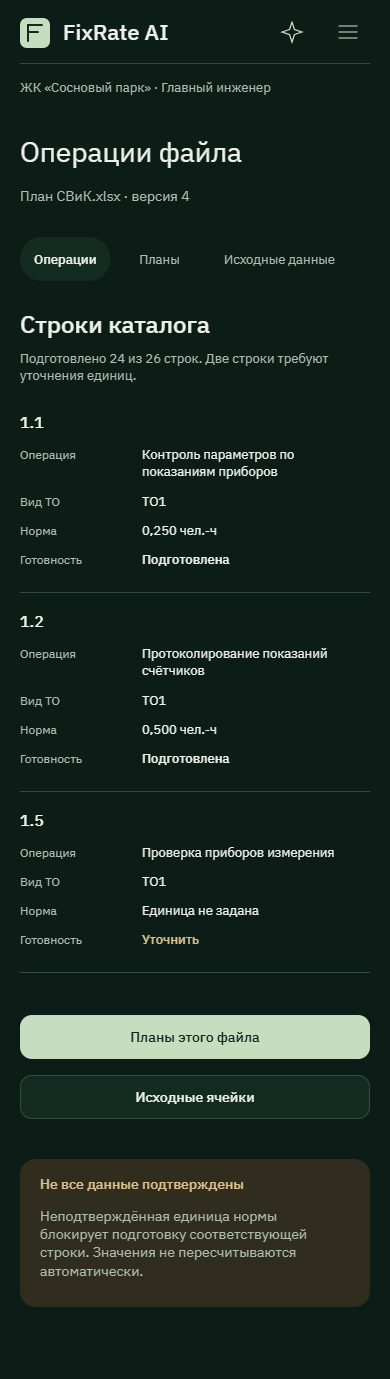 FixRate AI
ЖК «Сосновый парк» · Главный инженер
Операции файла
План СВиК.xlsx · версия 4
Операции
Планы
Исходные данные
Строки каталога
Подготовлено 24 из 26 строк. Две строки требуют
уточнения единиц.
1.1
Операция
Контроль параметров по
показаниям приборов
Вид ТО
ТО1
Норма
0,250 чел.-ч
Готовность
Подготовлена
1.2
Операция
Протоколирование показаний
счётчиков
Вид ТО
ТО1
Норма
0,500 чел.-ч
Готовность
Подготовлена
1.5
Операция
Проверка приборов измерения
Вид ТО
ТО1
Норма
Единица не задана
Готовность
Уточнить
Планы этого файла
Исходные ячейки
Не все данные подтверждены
Неподтверждённая единица нормы
блокирует подготовку соответствующей
строки. Значения не пересчитываются
автоматически.